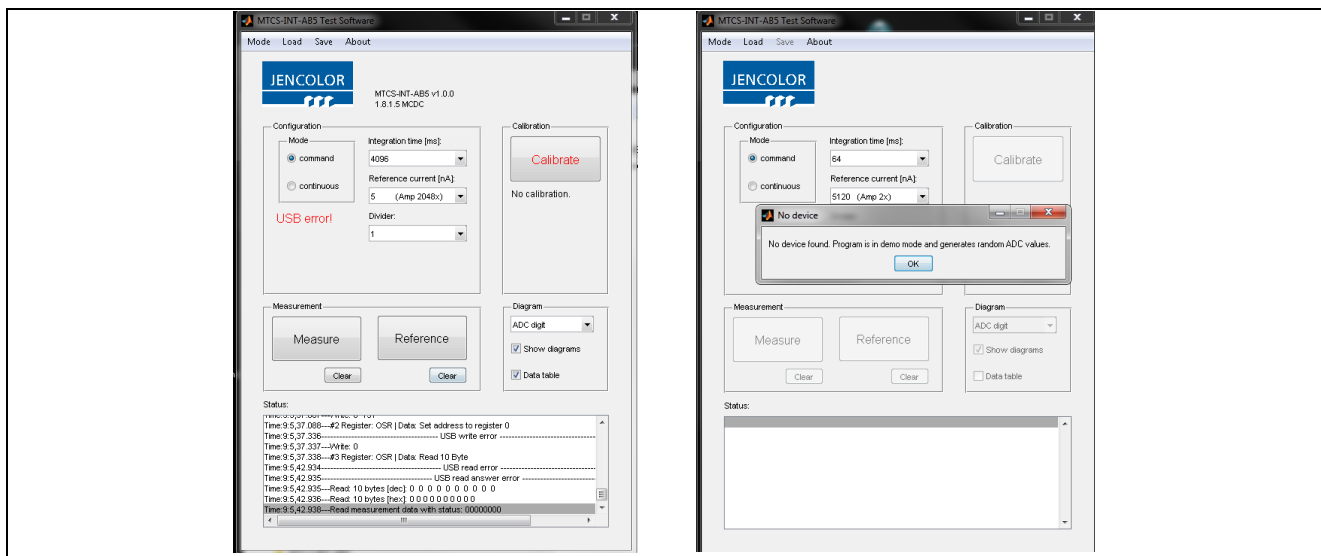 MTCS-INT-AB5 Test Software
Mode Load Save About
JENCOLOR
MTCS-INT-AB5 v1.0.0
1.8.1.5 MCDC
Configuration
Mode
command
continuous
USB error!
Integration time [ms]:
4096
Reference current [nA]:
5 (Amp 2048x)
Divider:
1
Calibration
Calibrate
No calibration.
Measurement
Measure
Reference
Clear
Clear
Diagram
ADC digit
Show diagrams
Data table
Status:
Time:9:5,37.088---#2 Register: OSR | Data: Set address to register 0
Time:9:5,37.336---------------------------------------- USB write error --------------------------------
Time:9:5,37.337---Write: 0
Time:9:5,37.338---#3 Register: OSR | Data: Read 10 Byte
Time:9:5,42.934---------------------------------------- USB read error --------------------------------
Time:9:5,42.935-------------------------------------- USB read answer error --------------------------
Time:9:5,42.935---Read: 10 bytes [dec]: 0 0 0 0 0 0 0 0 0 0
Time:9:5,42.936---Read: 10 bytes [hex]: 0 0 0 0 0 0 0 0 0 0
Time:9:5,42.938---Read measurement data with status: 00000000
MTCS-INT-AB5 Test Software
Mode Load Save About
JENCOLOR
Configuration
Mode
command
continuous
Integration time [ms]:
64
Reference current [nA]:
5120 (Amp 2x)
Calibration
Calibrate
No device
No device found. Program is in demo mode and generates random ADC values.
OK
Measurement
Measure
Reference
Clear
Clear
Diagram
ADC digit
Show diagrams
Data table
Status: